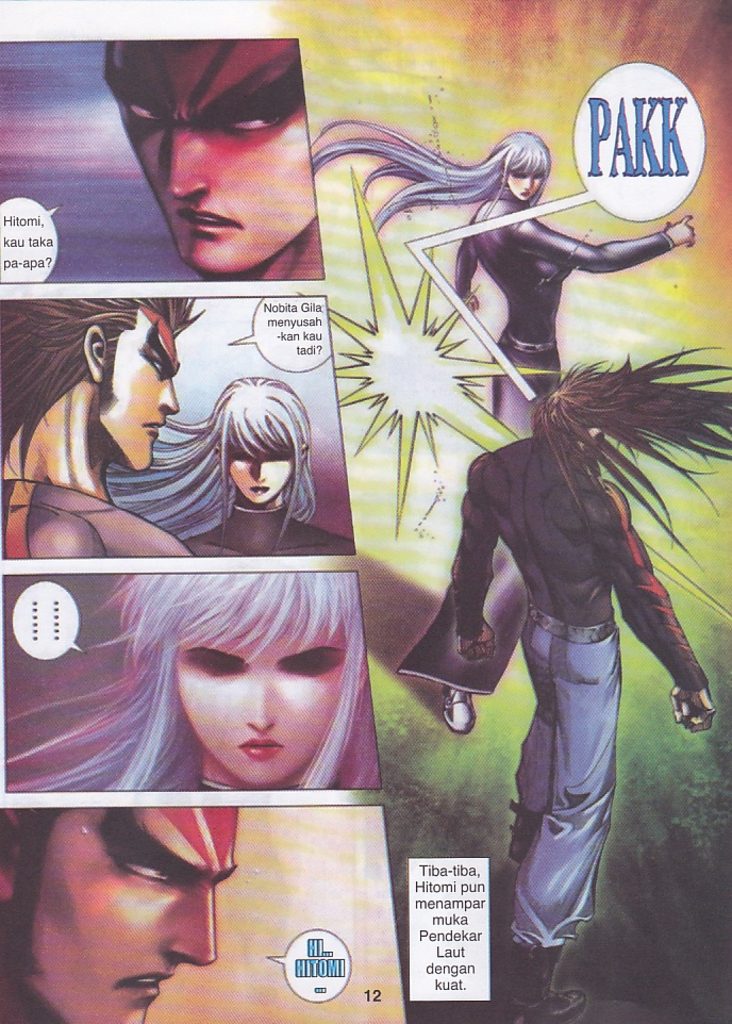 Hitomi,
kau taka
pa-apa?
Nobita Gila
menyusah
-kan kau
tadi?
HI...
HITOMI
...
PAKK
Tiba-tiba,
Hitomi pun
menampar
muka
Pendekar
Laut
dengan
kuat.
12